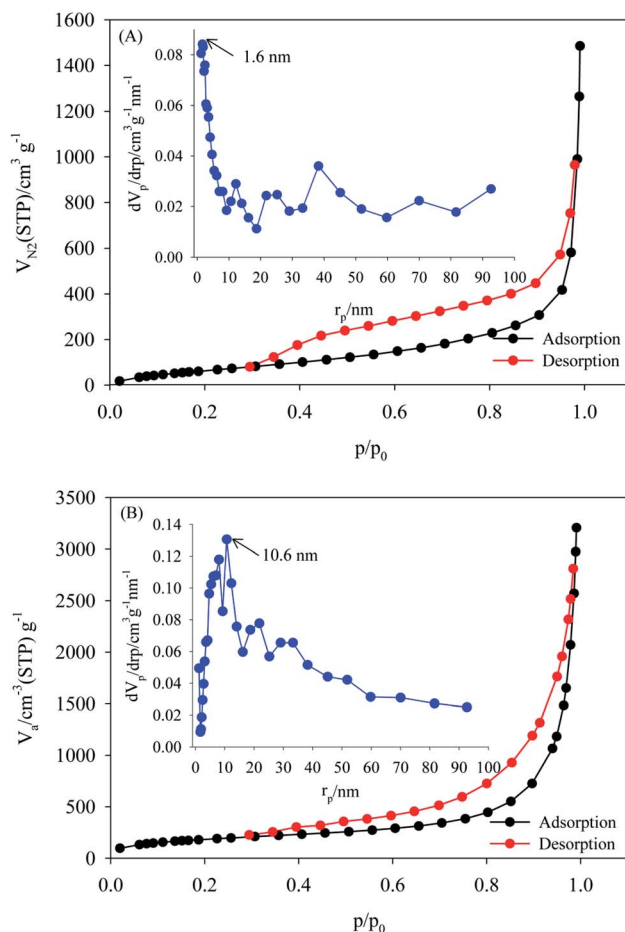 (A)
1600
1400
1200
1000
800
600
400
200
0
V_N2(STP)/cm³ g⁻¹
0.08
0.06
0.04
0.02
0.00
dV_p/drp/cm³g⁻¹nm⁻¹
1.6 nm
0 10 20 30 40 50 60 70 80 90 100
r_p/nm
Adsorption
Desorption
0.0 0.2 0.4 0.6 0.8 1.0
p/p₀
(B)
3500
3000
2500
2000
1500
1000
500
0
V_a/cm⁻³(STP) g⁻¹
0.14
0.12
0.10
0.08
0.06
0.04
0.02
0.00
dV_p/drp/cm³g⁻¹nm⁻¹
10.6 nm
0 10 20 30 40 50 60 70 80 90 100
r_p/nm
Adsorption
Desorption
0.0 0.2 0.4 0.6 0.8 1.0
p/p₀